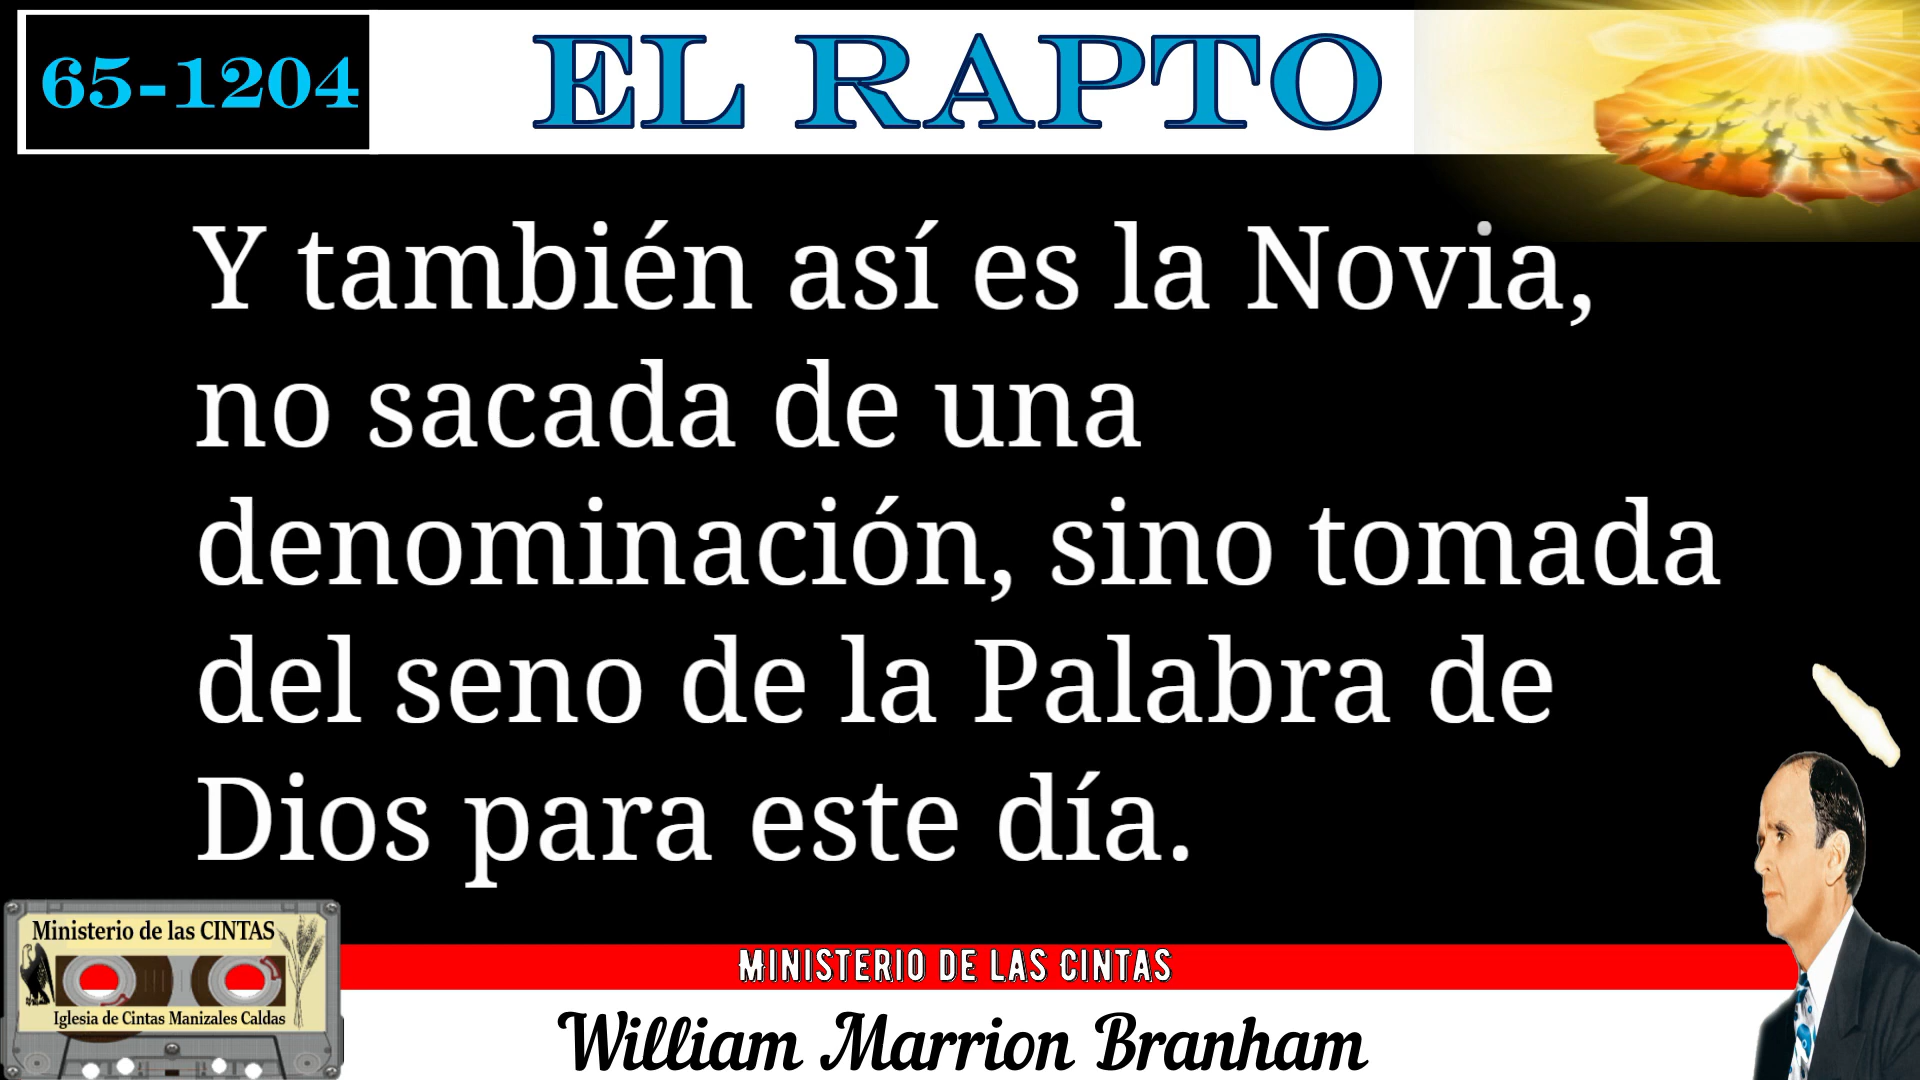 65-1204
EL RAPTO
Y también así es la Novia,
no sacada de una
denominación, sino tomada
del seno de la Palabra de
Dios para este día.
Ministerio de las CINTAS
Iglesia de Cintas Manizales Caldas
MINISTERIO DE LAS CINTAS
William Marrion Branham